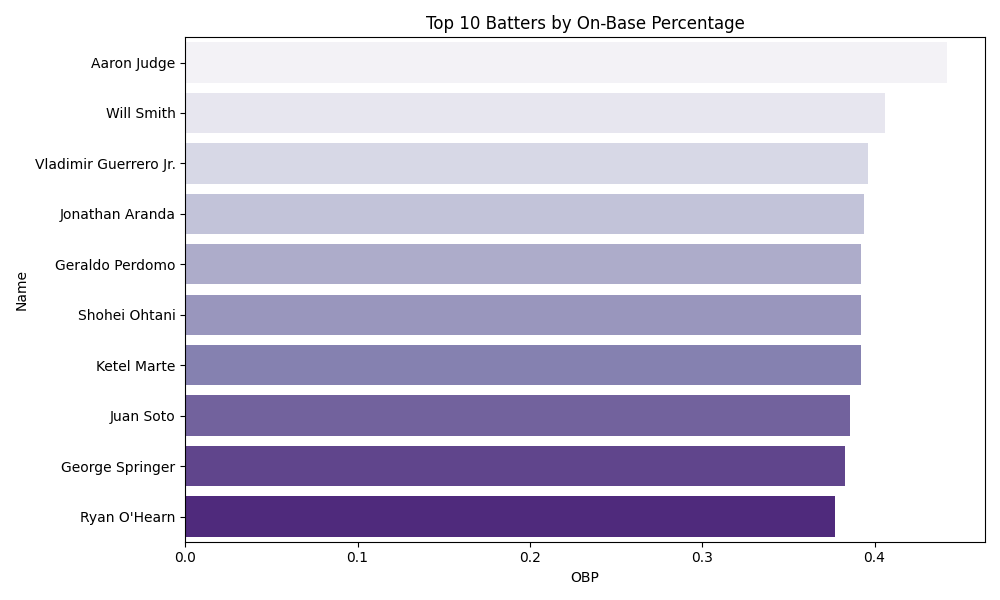 Top 10 Batters by On-Base Percentage
Name
Aaron Judge
Will Smith
Vladimir Guerrero Jr.
Jonathan Aranda
Geraldo Perdomo
Shohei Ohtani
Ketel Marte
Juan Soto
George Springer
Ryan O'Hearn
0.0 0.1 0.2 0.3 0.4
OBP